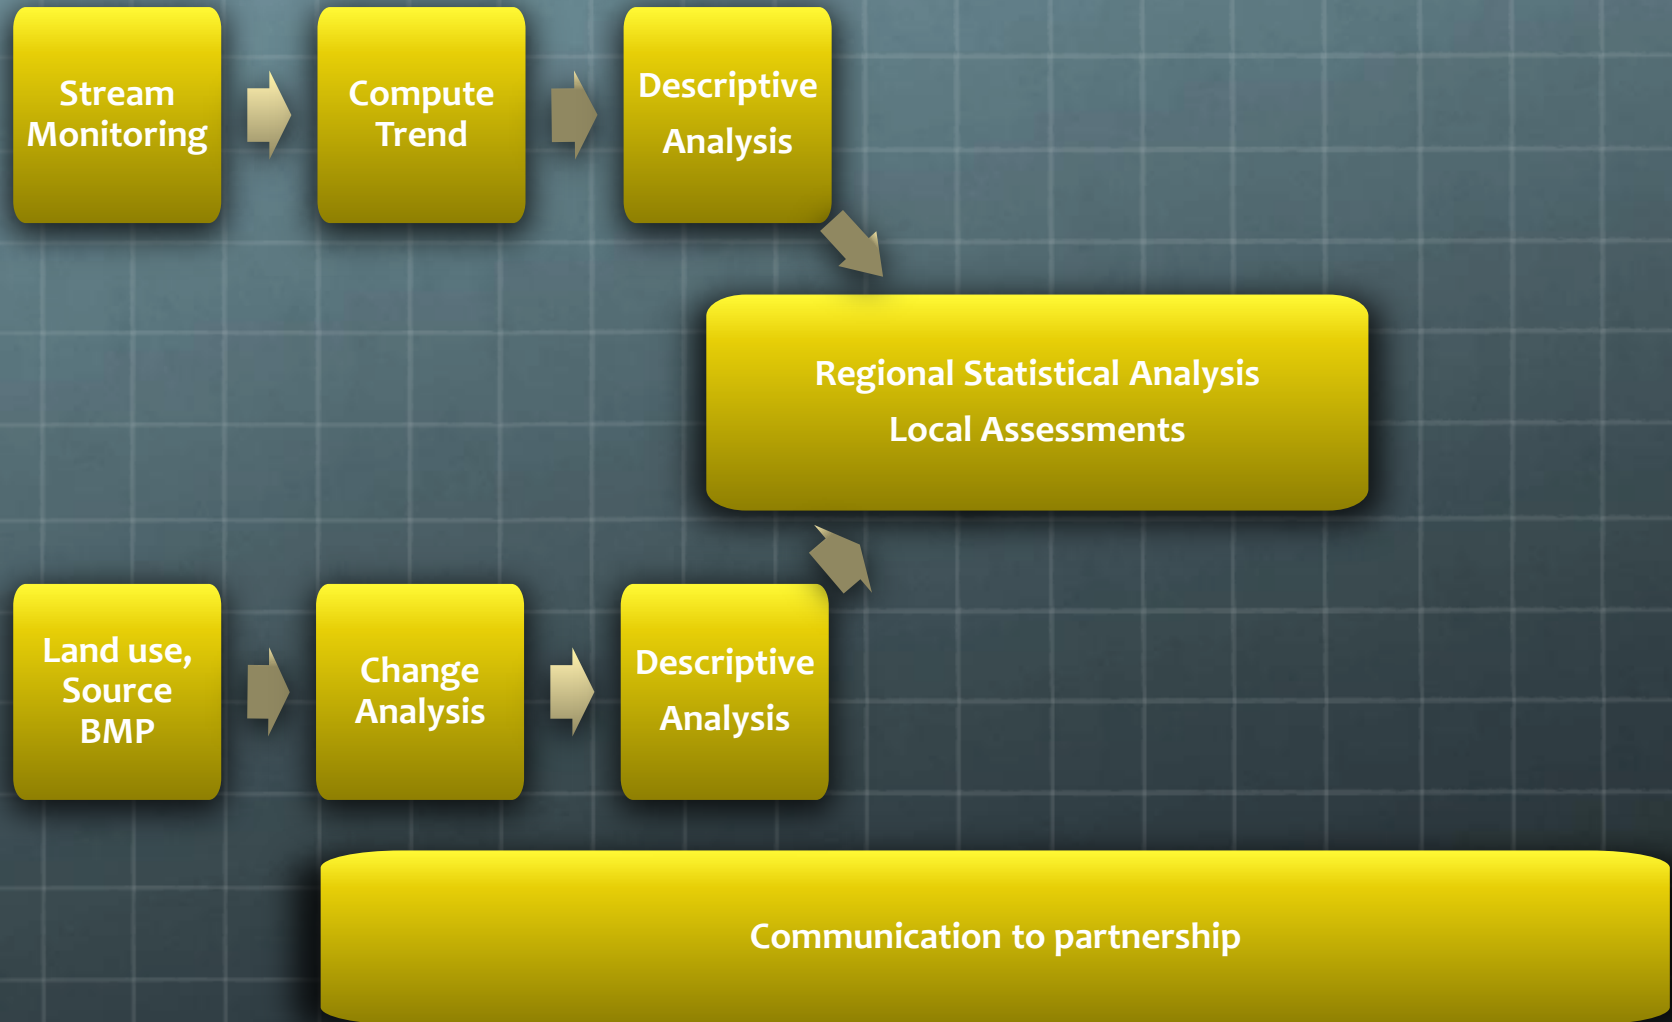 Stream
Monitoring
Compute
Trend
Descriptive
Analysis
Regional Statistical Analysis
Local Assessments
Land use,
Source
BMP
Change
Analysis
Descriptive
Analysis
Communication to partnership